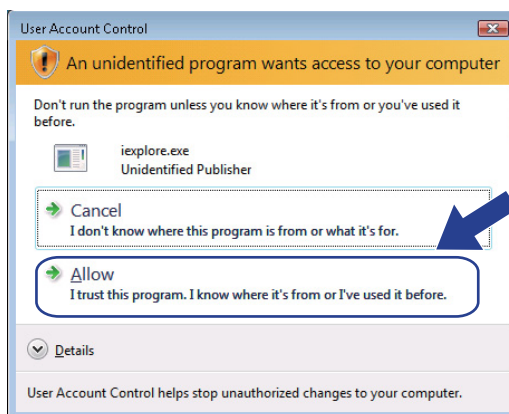 User Account Control
An unidentified program wants access to your computer
Don't run the program unless you know where it's from or you've used it
before.
iexplore.exe
Unidentified Publisher
Cancel
I don't know where this program is from or what it's for.
Allow
I trust this program. I know where it's from or I've used it before.
Details
User Account Control helps stop unauthorized changes to your computer.